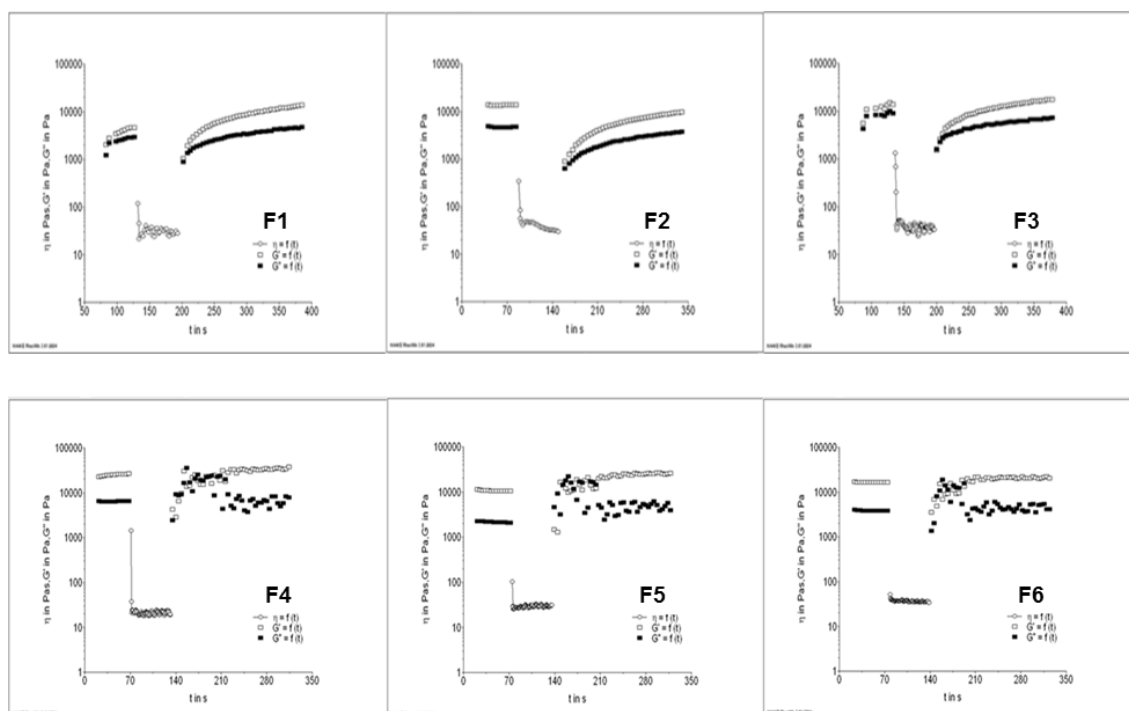 η in Pas, G' in Pa, G'' in Pa
100000
10000
1000
100
10
1
F1
η = f (t)
G' = f (t)
G'' = f (t)
50 100 150 200 250 300 350 400
t in s
η in Pas, G' in Pa, G'' in Pa
100000
10000
1000
100
10
1
F2
η = f (t)
G' = f (t)
G'' = f (t)
0 70 140 210 280 350
t in s
η in Pas, G' in Pa, G'' in Pa
100000
10000
1000
100
10
1
F3
η = f (t)
G' = f (t)
G'' = f (t)
50 100 150 200 250 300 350 400
t in s
η in Pas, G' in Pa, G'' in Pa
100000
10000
1000
100
10
1
F4
η = f (t)
G' = f (t)
G'' = f (t)
0 70 140 210 280 350
t in s
η in Pas, G' in Pa, G'' in Pa
100000
10000
1000
100
10
1
F5
η = f (t)
G' = f (t)
G'' = f (t)
0 70 140 210 280 350
t in s
η in Pas, G' in Pa, G'' in Pa
100000
10000
1000
100
10
1
F6
η = f (t)
G' = f (t)
G'' = f (t)
0 70 140 210 280 350
t in s